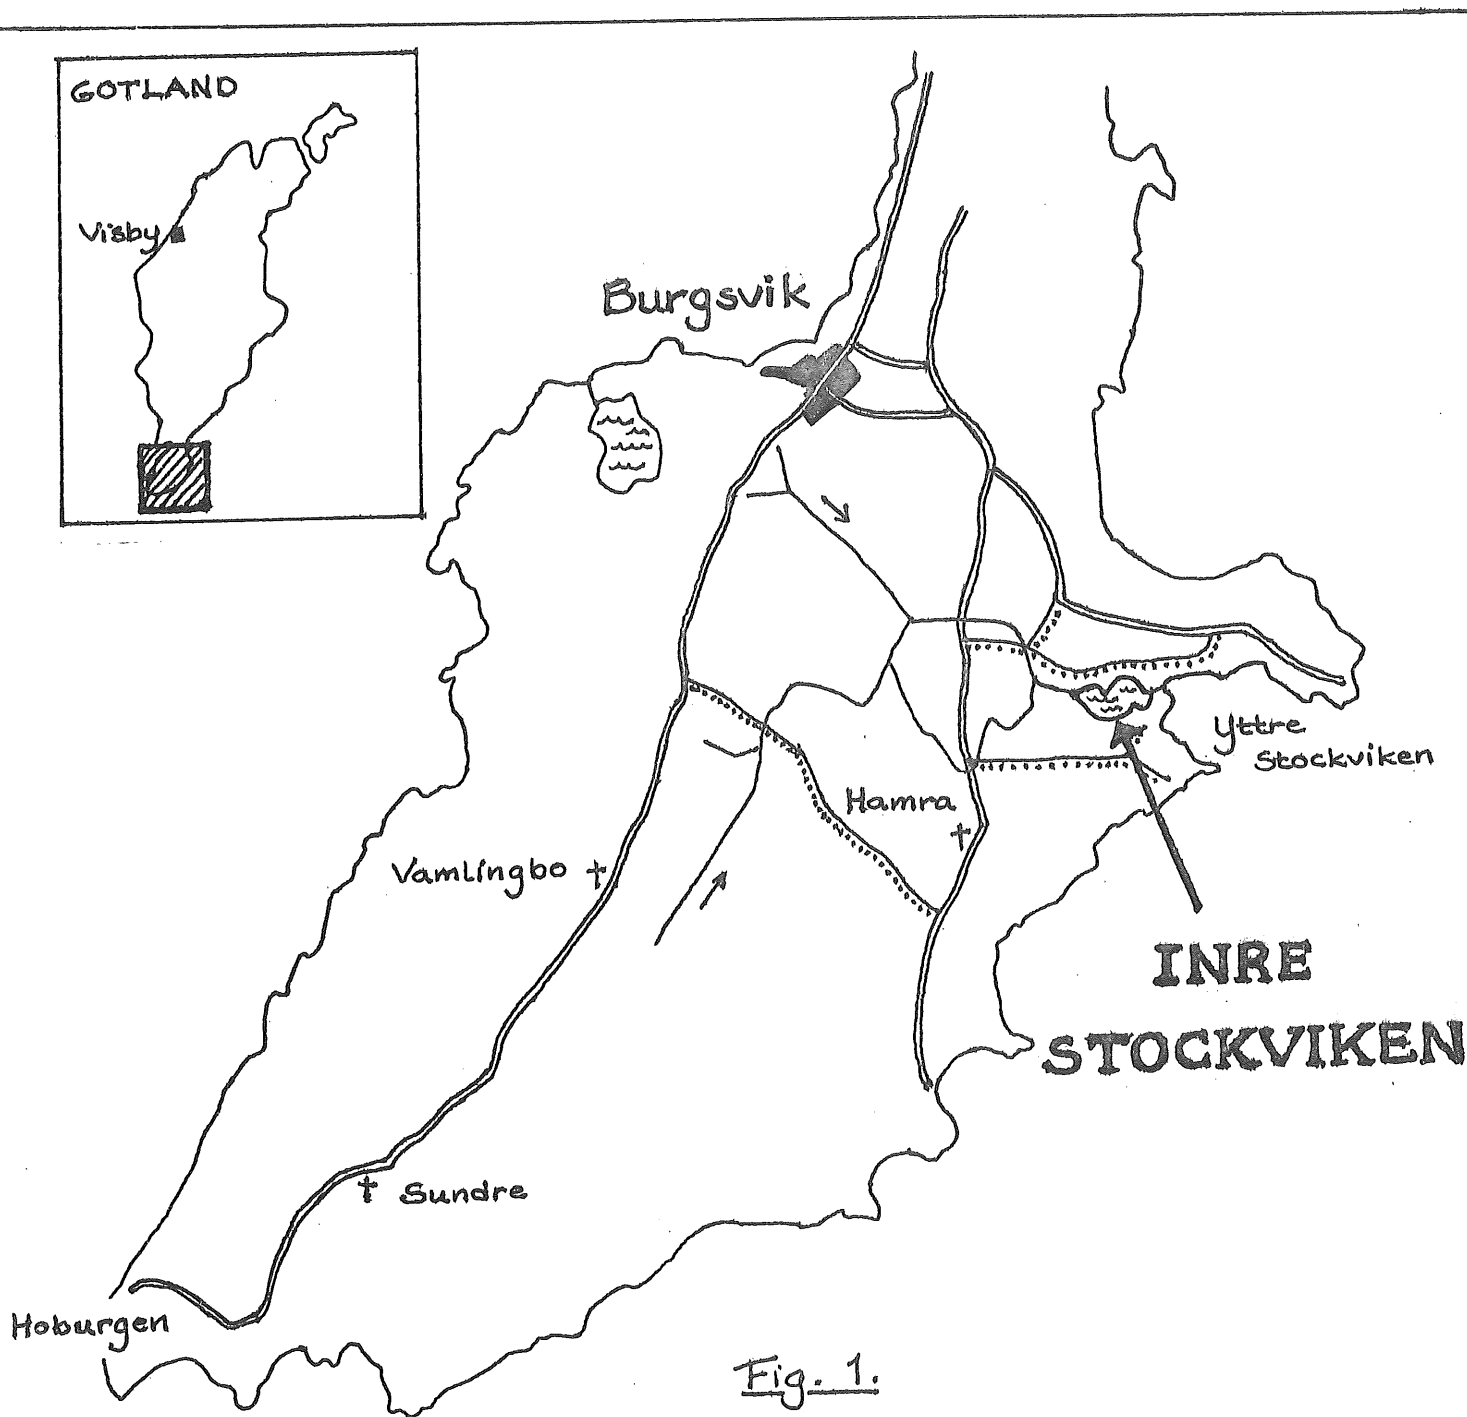 GOTLAND
Visby
Burgsvik
Yttre
Stockviken
Hamra
Vamlingbo
INRE
STOCKVIKEN
Sundre
Hoburgen
Fig. 1.